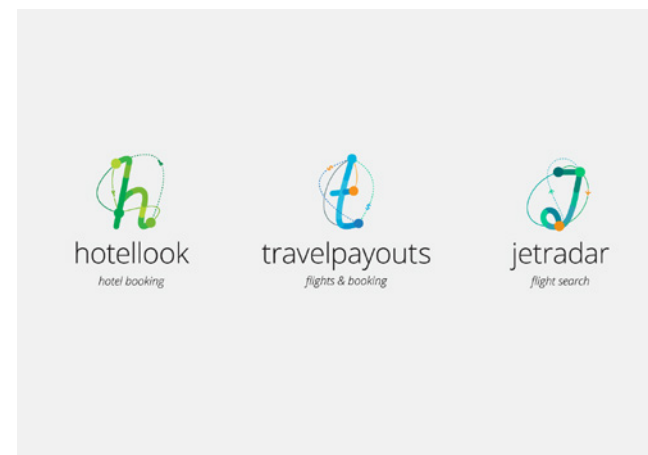 h
t
J
hotellook
travelpayouts
jetradar
hotel booking
flights & booking
flight search